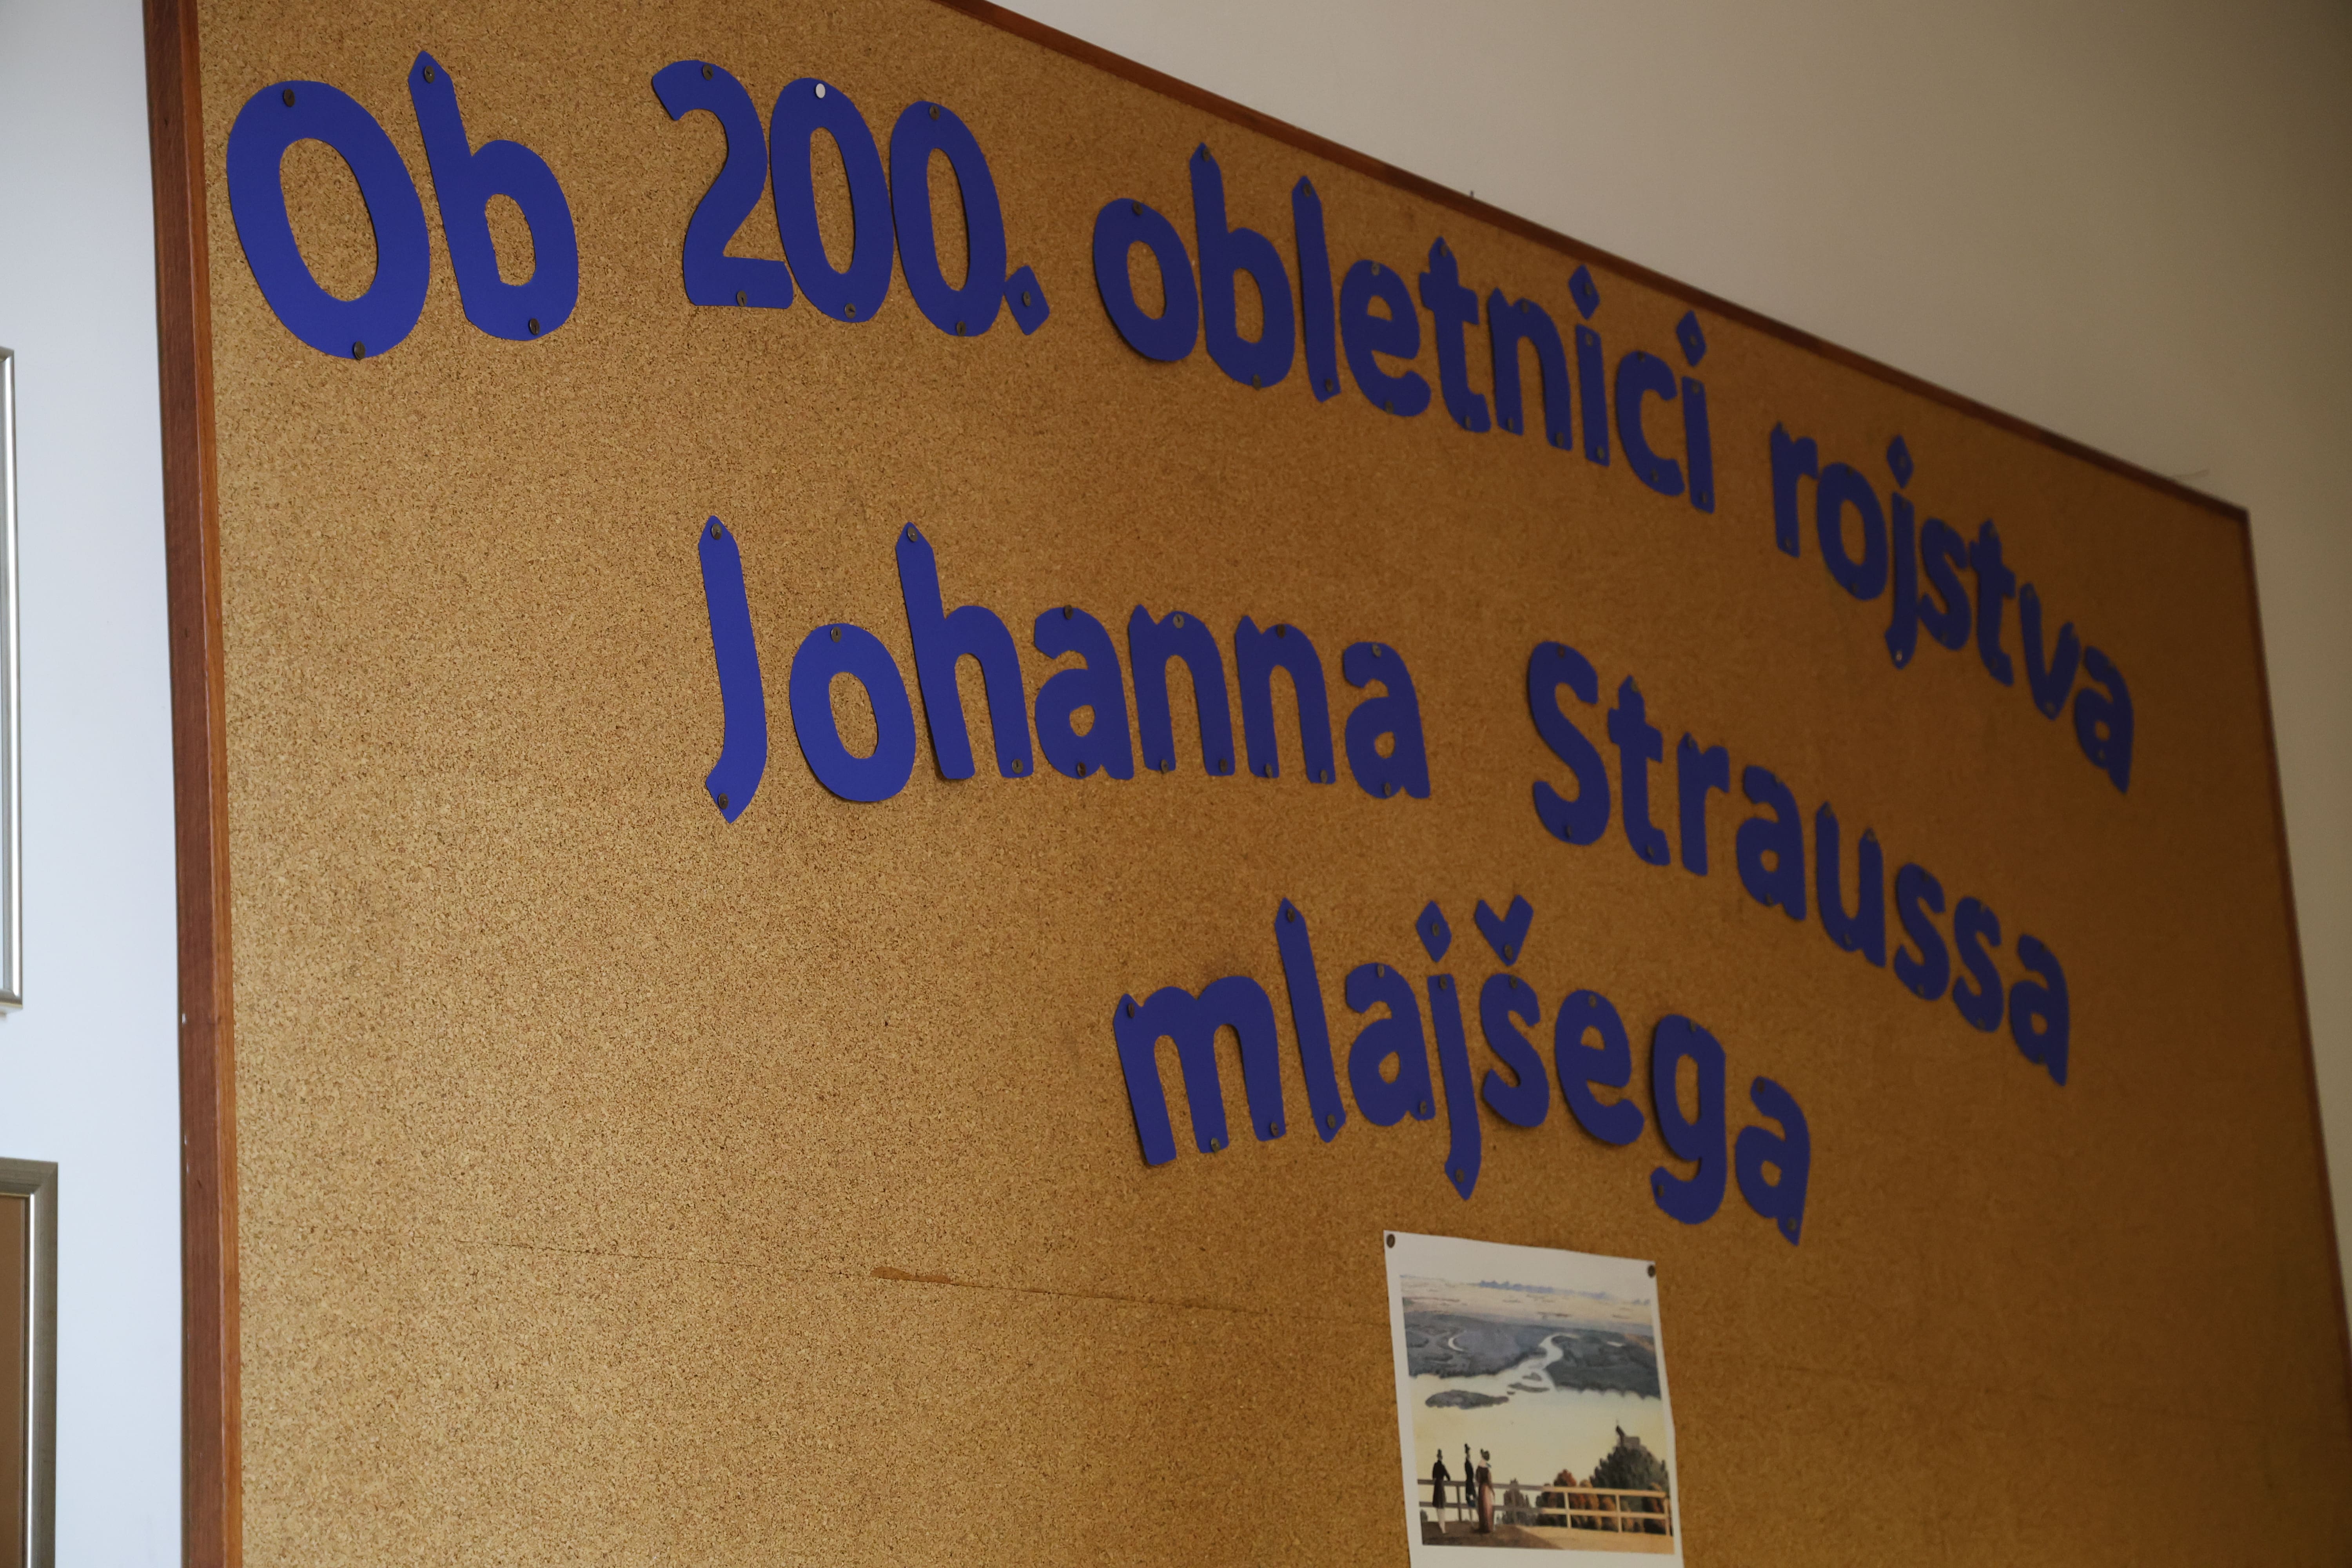 Ob 200. obletnici rojstva
Johanna Straussa
mlajšega